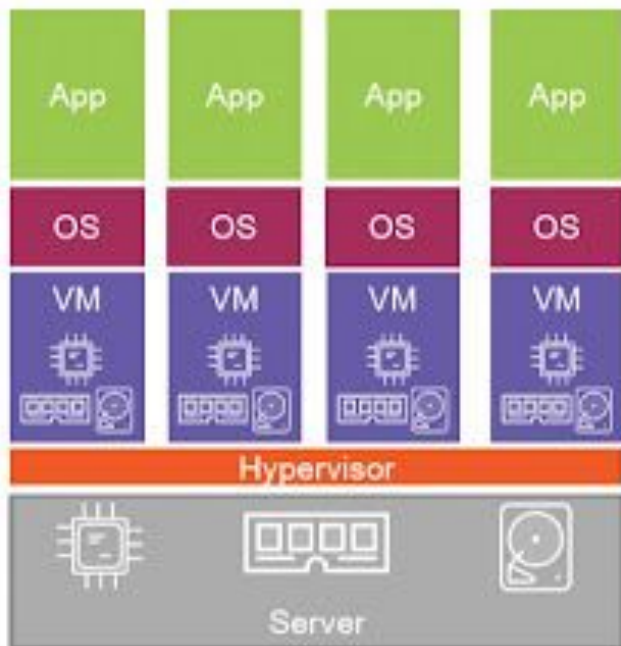 App App App App
OS OS OS OS
VM VM VM VM
Hypervisor
Server